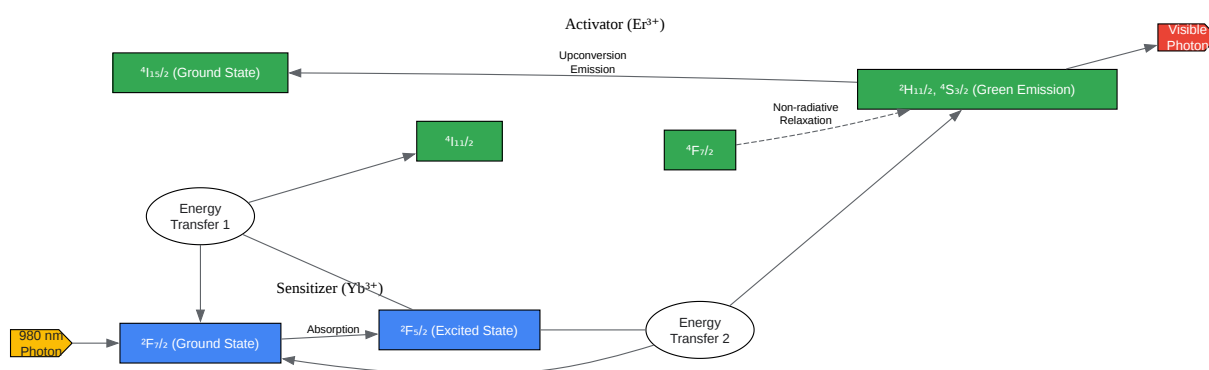 Activator (Er³⁺)
Visible
Photon
Upconversion
Emission
⁴I₁₅/₂ (Ground State)
²H₁₁/₂, ⁴S₃/₂ (Green Emission)
Non-radiative
Relaxation
⁴I₁₁/₂
⁴F₇/₂
Energy
Transfer 1
Sensitizer (Yb³⁺)
980 nm
Photon
²F₇/₂ (Ground State)
Absorption
²F₅/₂ (Excited State)
Energy
Transfer 2